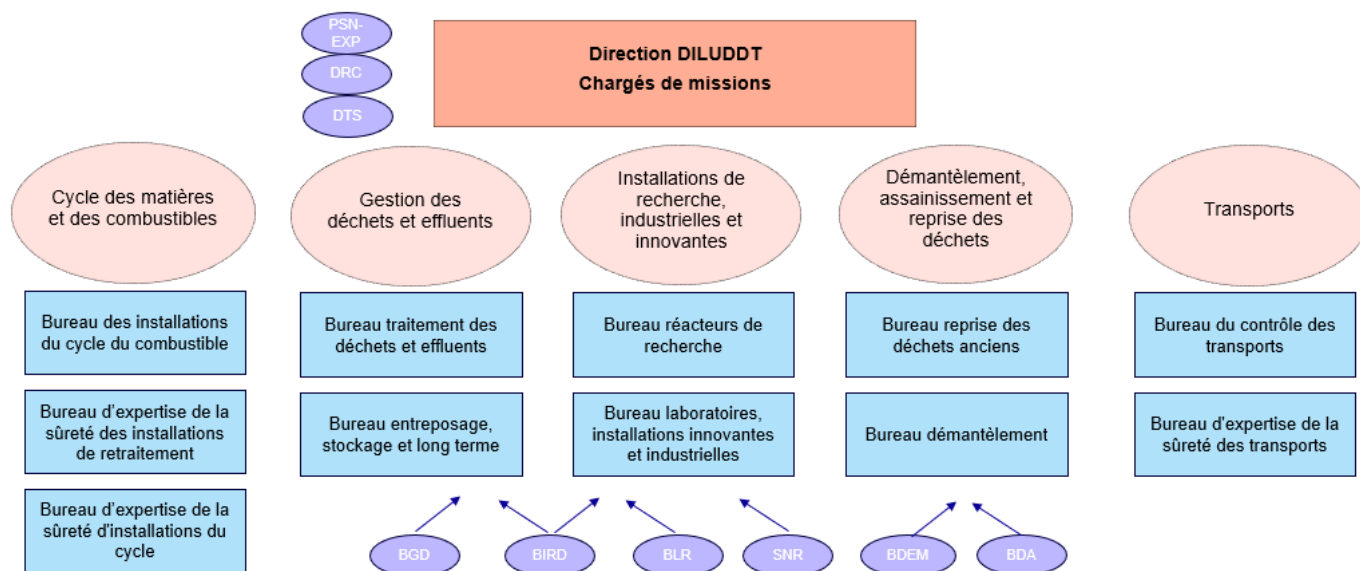 PSN-
EXP
DRC
DTS
Direction DILUDDT
Chargés de missions
Cycle des matières
et des combustibles
Gestion des
déchets et effluents
Installations de
recherche,
industrielles et
innovantes
Démantèlement,
assainissement et
reprise des
déchets
Transports
Bureau des installations
du cycle du combustible
Bureau traitement des
déchets et effluents
Bureau réacteurs de
recherche
Bureau reprise des
déchets anciens
Bureau du contrôle des
transports
Bureau d'expertise de la
sûreté des installations
de retraitement
Bureau entreposage,
stockage et long terme
Bureau laboratoires,
installations innovantes
et industrielles
Bureau démantèlement
Bureau d'expertise de la
sûreté des transports
Bureau d'expertise de la
sûreté d'installations du
cycle
BGD
BIRD
BLR
SNR
BDEM
BDA